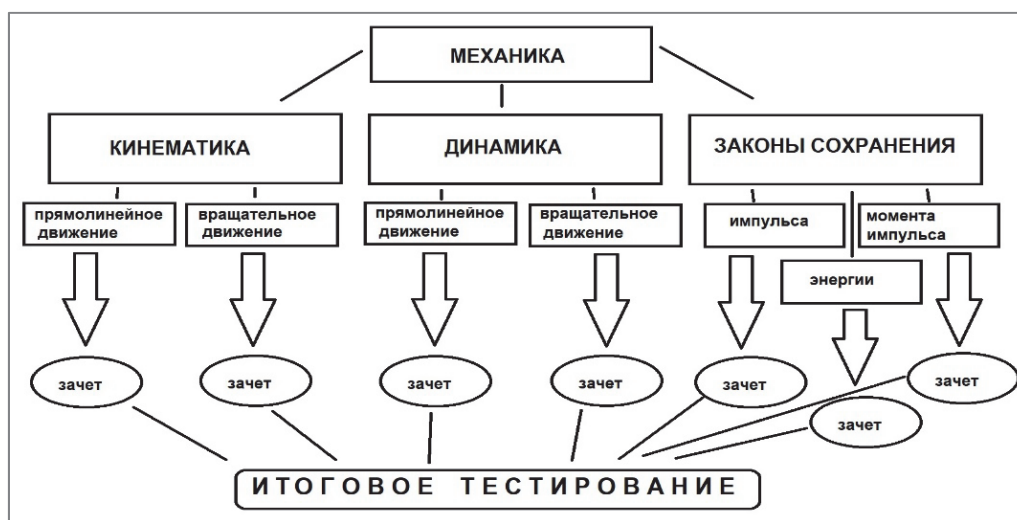 МЕХАНИКА
КИНЕМАТИКА
ДИНАМИКА
ЗАКОНЫ СОХРАНЕНИЯ
прямолинейное
движение
вращательное
движение
прямолинейное
движение
вращательное
движение
импульса
момента
импульса
энергии
зачет
зачет
зачет
зачет
зачет
зачет
зачет
ИТОГОВОЕ ТЕСТИРОВАНИЕ